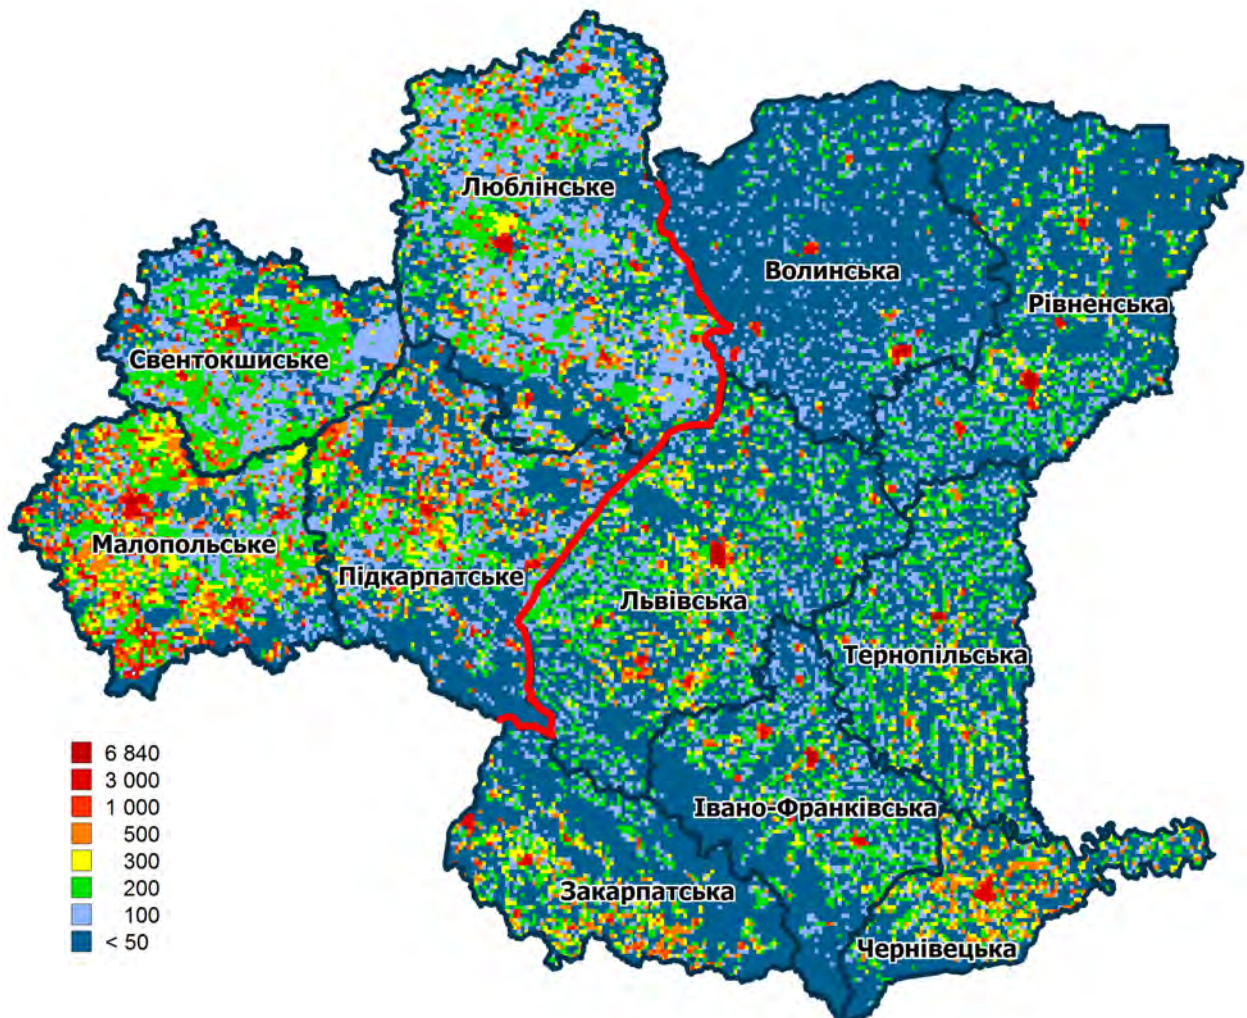 Люблінське
Волинська
Рівненська
Свентокшиське
Малопольське
Підкарпатське
Львівська
Тернопільська
Івано-Франківська
Закарпатська
Чернівецька
6 840
3 000
1 000
500
300
200
100
< 50